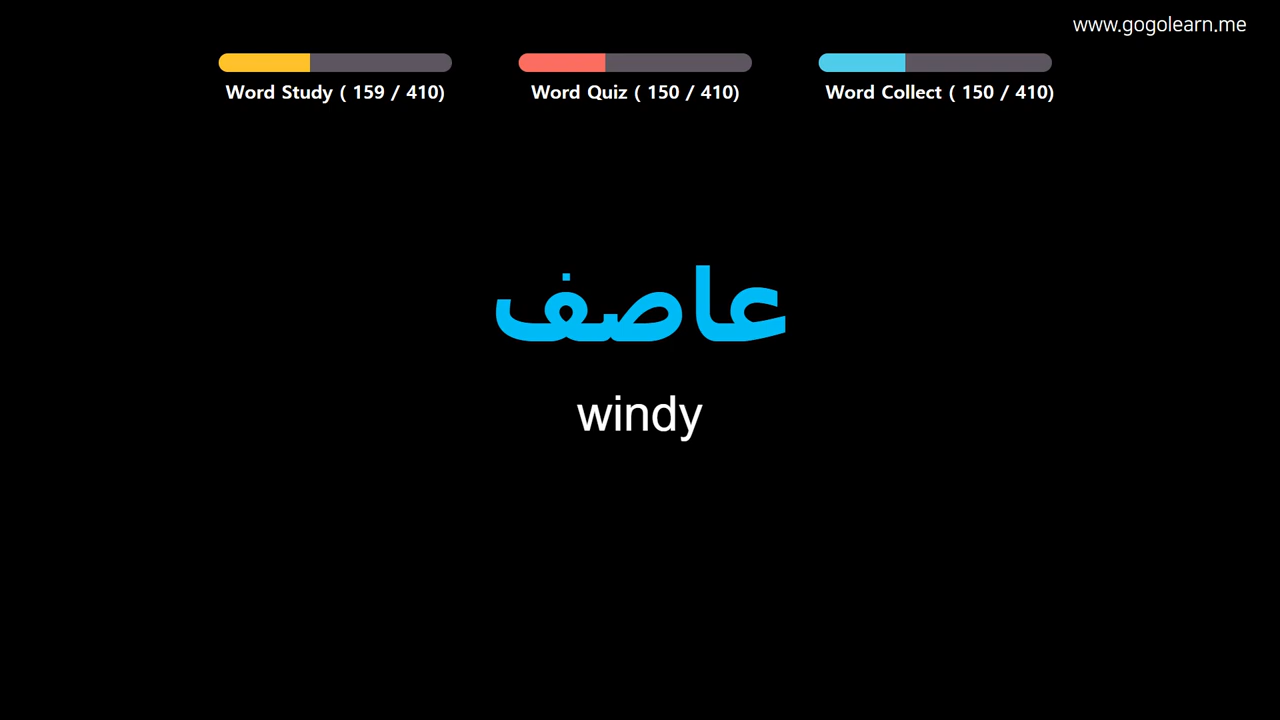 www.gogolearn.me
Word Study ( 159 / 410)
Word Quiz ( 150 / 410)
Word Collect ( 150 / 410)
عاصف
windy